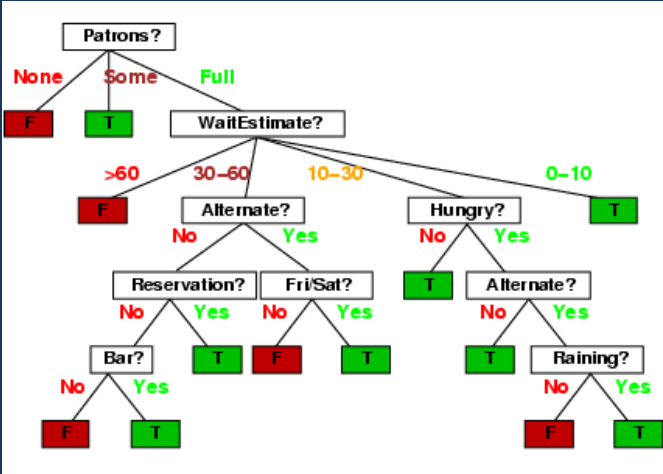 Patrons?
None Some Full
F T WaitEstimate?
>60 30–60 10–30 0–10
F Alternate? Hungry? T
No Yes No Yes
Reservation? Fri/Sat? T Alternate?
No Yes No Yes No Yes
Bar? T F T T Raining?
No Yes No Yes
F T F T